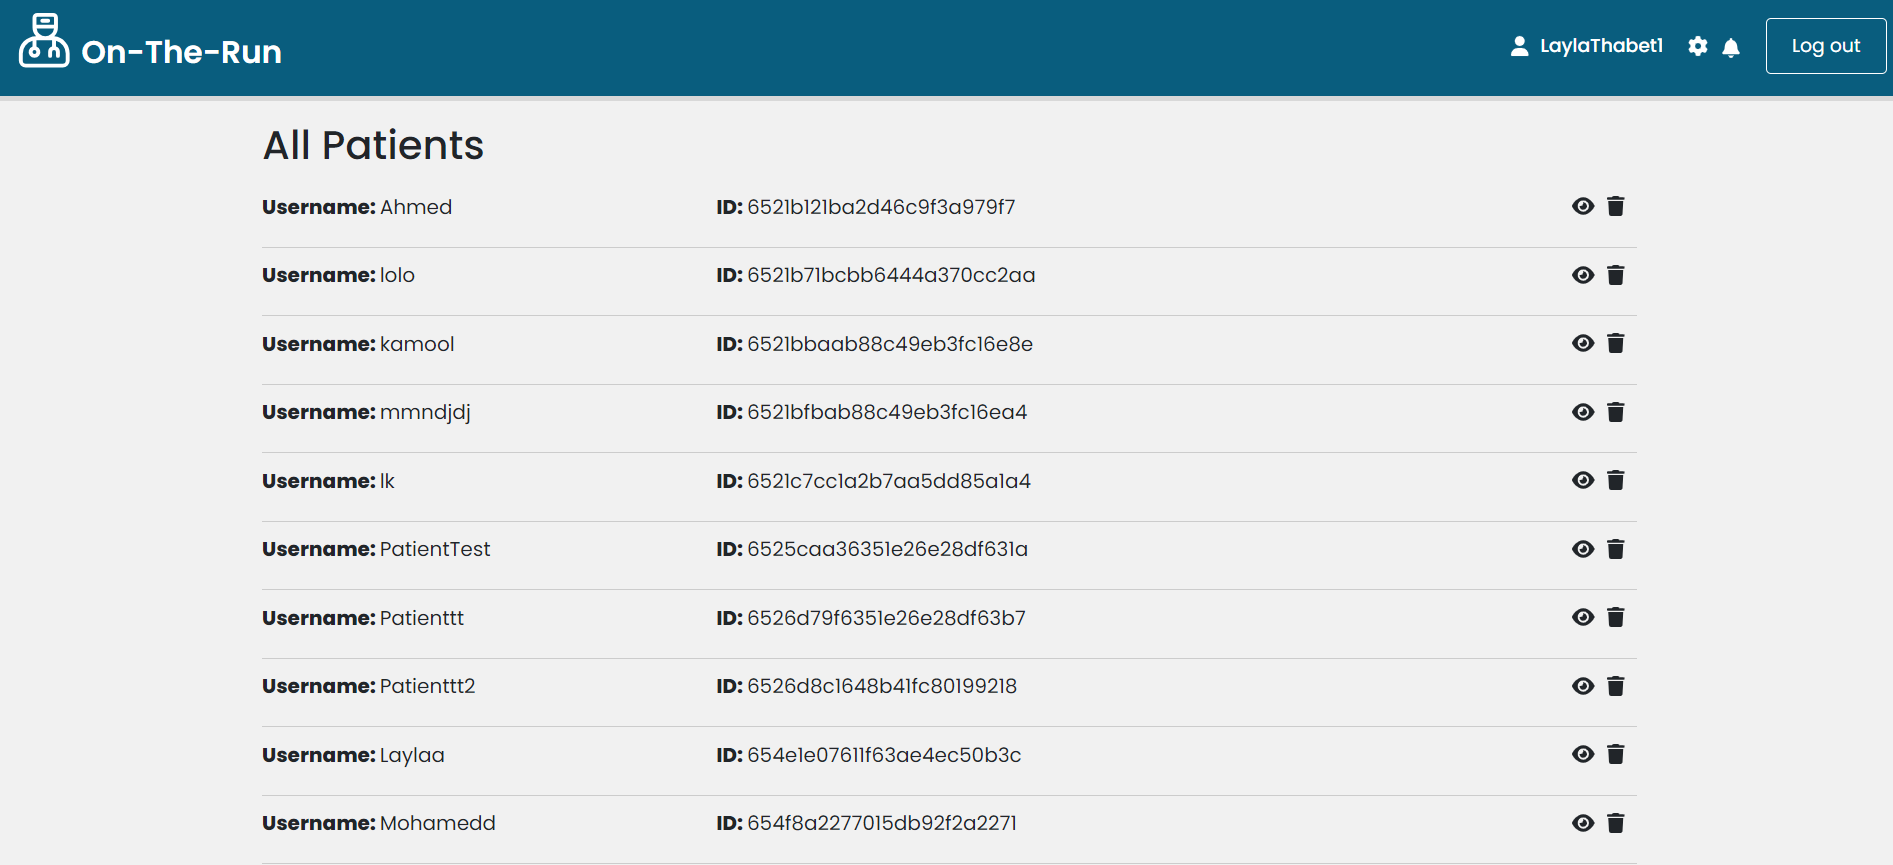 On-The-Run
LaylaThabet1
Log out
All Patients
Username: Ahmed ID: 6521b121ba2d46c9f3a979f7
Username: lolo ID: 6521b71bcbb6444a370cc2aa
Username: kamool ID: 6521bbaab88c49eb3fc16e8e
Username: mmndjdj ID: 6521bfbab88c49eb3fc16ea4
Username: lk ID: 6521c7cc1a2b7aa5dd85a1a4
Username: PatientTest ID: 6525caa36351e26e28df631a
Username: Patienttt ID: 6526d79f6351e26e28df63b7
Username: Patienttt2 ID: 6526d8c1648b41fc80199218
Username: Laylaa ID: 654e1e07611f63ae4ec50b3c
Username: Mohamedd ID: 654f8a2277015db92f2a2271